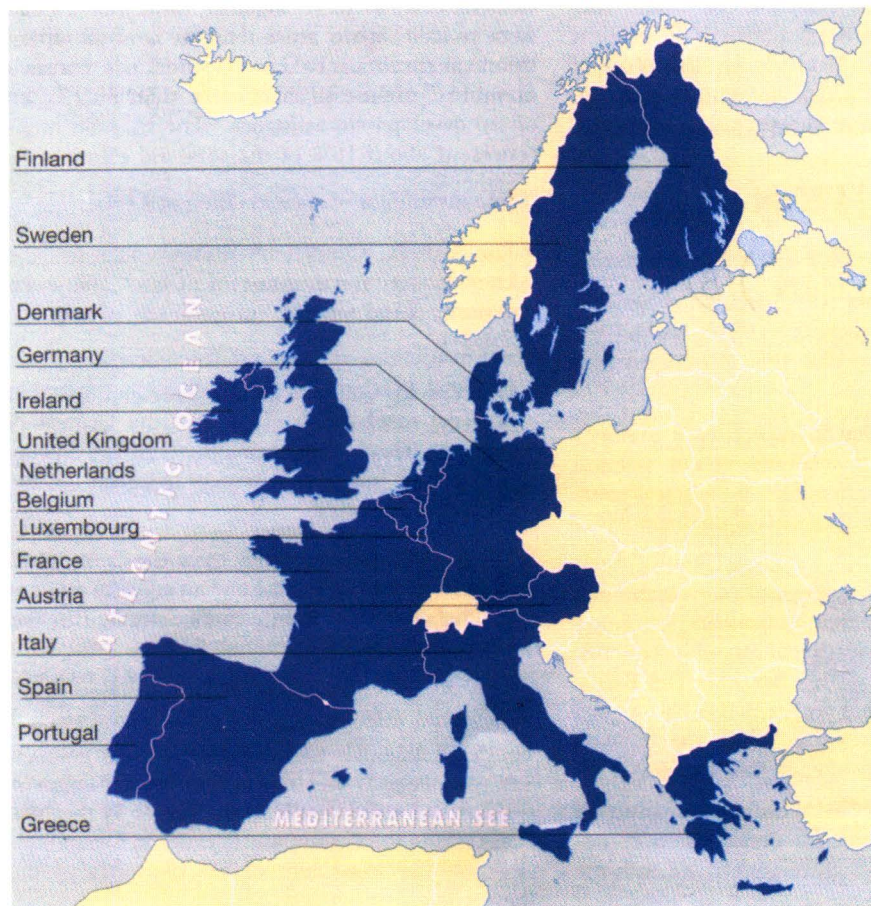 Finland
Sweden
Denmark
Germany
Ireland
United Kingdom
Netherlands
Belgium
Luxembourg
France
Austria
Italy
Spain
Portugal
Greece
ATLANTIC OCEAN
MEDITERRANEAN SEE